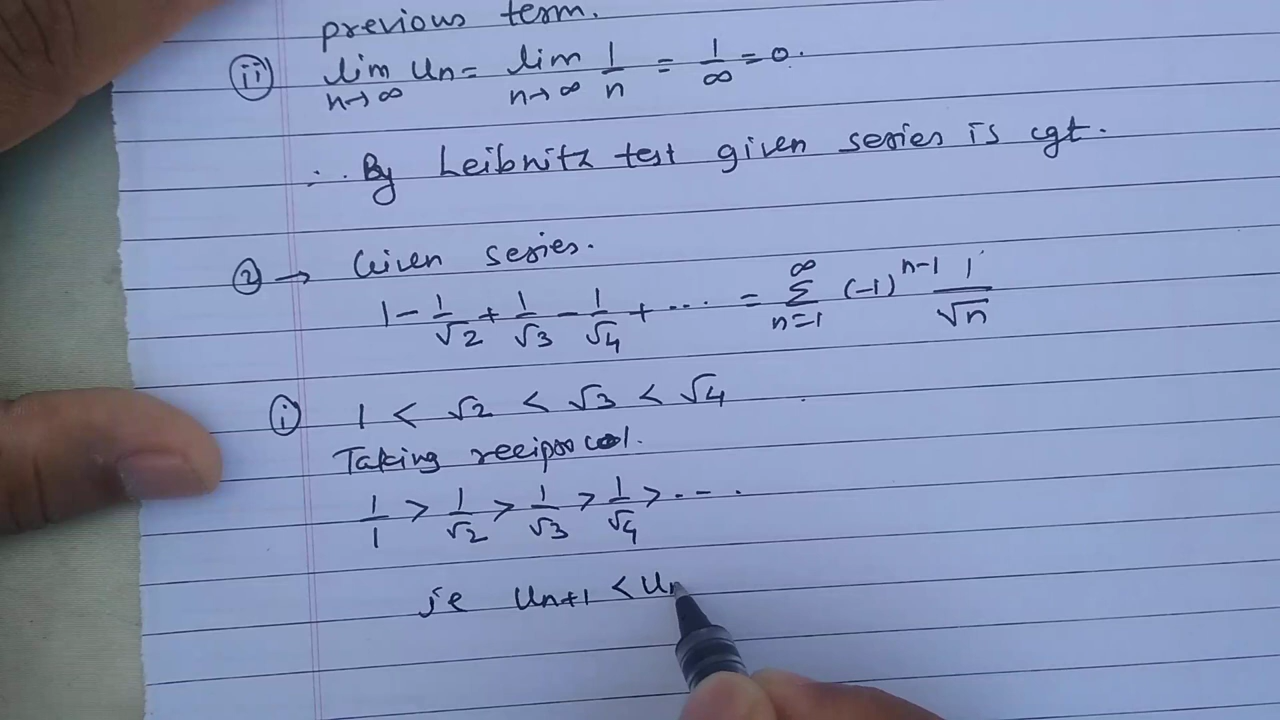 previous term.
(ii) lim n→∞ Un = lim n→∞ 1/n = 1/∞ = 0.
∴ By Leibnitz test given series is cgt.
(2) → Given series.
1 - 1/√2 + 1/√3 - 1/√4 + ... = ∞ Σ n=1 (-1)^n-1 1/√n
(i) 1 < √2 < √3 < √4
Taking reciprocal.
1/1 > 1/√2 > 1/√3 > 1/√4 > ...
ie Un+1 < Un